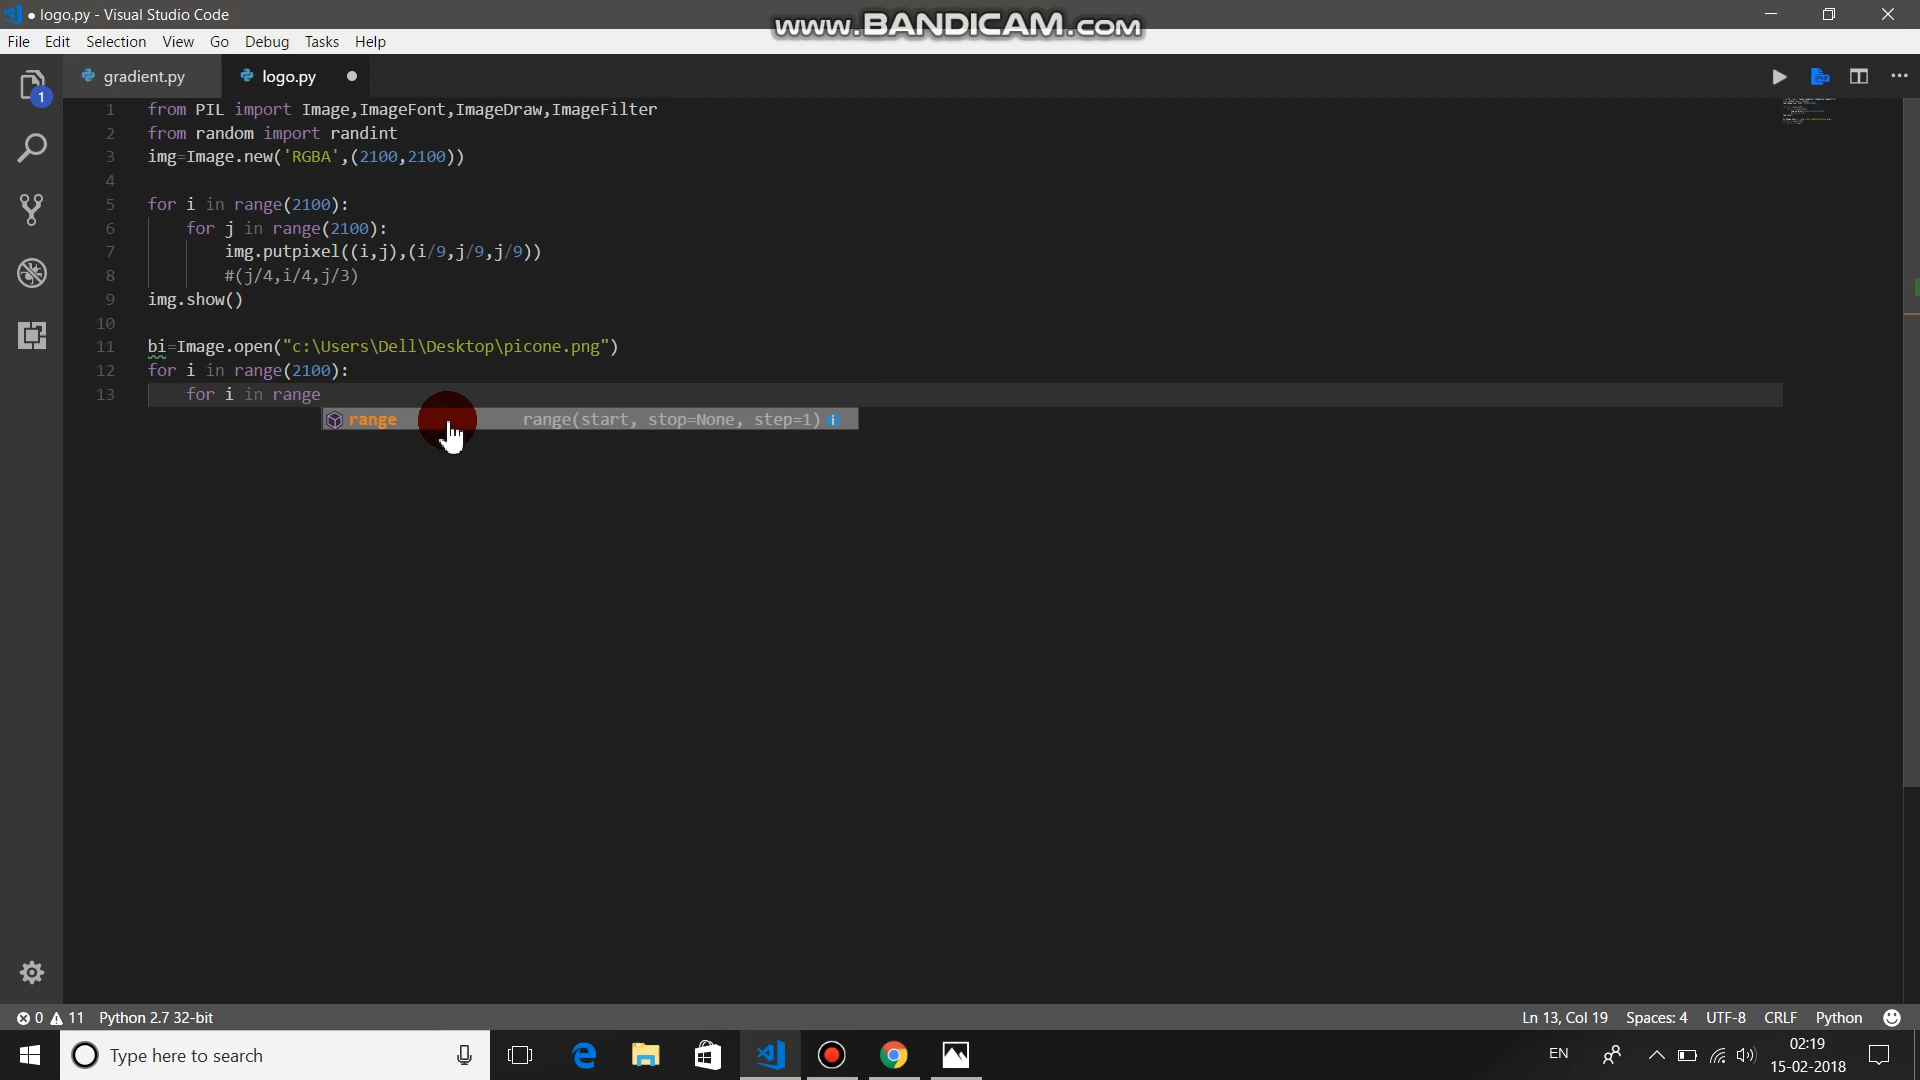 logo.py - Visual Studio Code
www.BANDICAM.com
File Edit Selection View Go Debug Tasks Help
gradient.py logo.py
1
1 from PIL import Image,ImageFont,ImageDraw,ImageFilter
2 from random import randint
3 img=Image.new('RGBA',(2100,2100))
4
5 for i in range(2100):
6 for j in range(2100):
7 img.putpixel((i,j),(i/9,j/9,j/9))
8 #(j/4,i/4,j/3)
9 img.show()
10
11 bi=Image.open("c:\Users\Dell\Desktop\picone.png")
12 for i in range(2100):
13 for i in range
range range(start, stop=None, step=1)
0 11 Python 2.7 32-bit Ln 13, Col 19 Spaces: 4 UTF-8 CRLF Python
Type here to search EN 02:19
15-02-2018